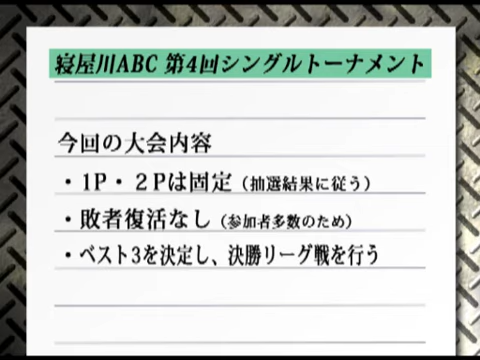 寝屋川ABC 第4回シングルトーナメント
今回の大会内容
・1P・2Pは固定（抽選結果に従う）
・敗者復活なし（参加者多数のため）
・ベスト3を決定し、決勝リーグ戦を行う